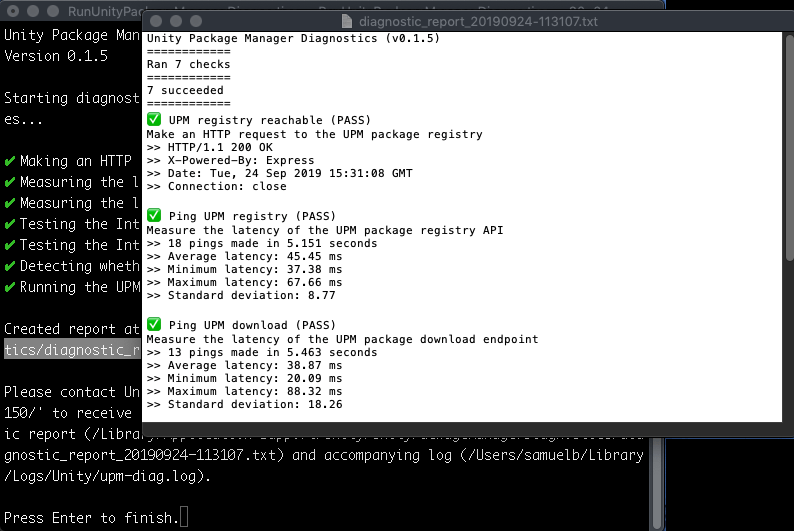 RunUnityPack
diagnostic_report_20190924-113107.txt
Unity Package Man
Version 0.1.5
Starting diagnost
es...
✔ Making an HTTP
✔ Measuring the l
✔ Measuring the l
✔ Testing the Int
✔ Testing the Int
✔ Detecting wheth
✔ Running the UPM
Created report at
tics/diagnostic_r
Please contact Un
150/' to receive
ic report (/Library/Application
gnostic_report_20190924-113107.txt) and accompanying log (/Users/samuelb/Library
/Logs/Unity/upm-diag.log).
Press Enter to finish.
Unity Package Manager Diagnostics (v0.1.5)
============
Ran 7 checks
============
7 succeeded
============
✅ UPM registry reachable (PASS)
Make an HTTP request to the UPM package registry
>> HTTP/1.1 200 OK
>> X-Powered-By: Express
>> Date: Tue, 24 Sep 2019 15:31:08 GMT
>> Connection: close
✅ Ping UPM registry (PASS)
Measure the latency of the UPM package registry API
>> 18 pings made in 5.151 seconds
>> Average latency: 45.45 ms
>> Minimum latency: 37.38 ms
>> Maximum latency: 67.66 ms
>> Standard deviation: 8.77
✅ Ping UPM download (PASS)
Measure the latency of the UPM package download endpoint
>> 13 pings made in 5.463 seconds
>> Average latency: 38.87 ms
>> Minimum latency: 20.09 ms
>> Maximum latency: 88.32 ms
>> Standard deviation: 18.26